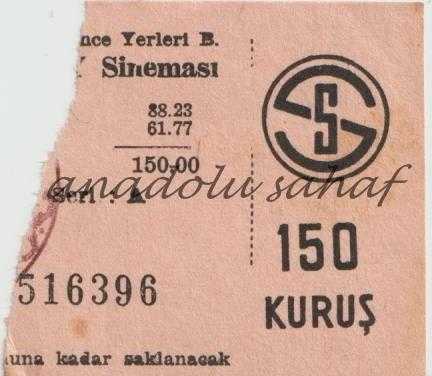 nce Yerleri B.
Y Sineması
88.23
61.77
150,00
Seri : A
anadolu sahaf
516396
una kadar saklanacak
S
150
KURUŞ